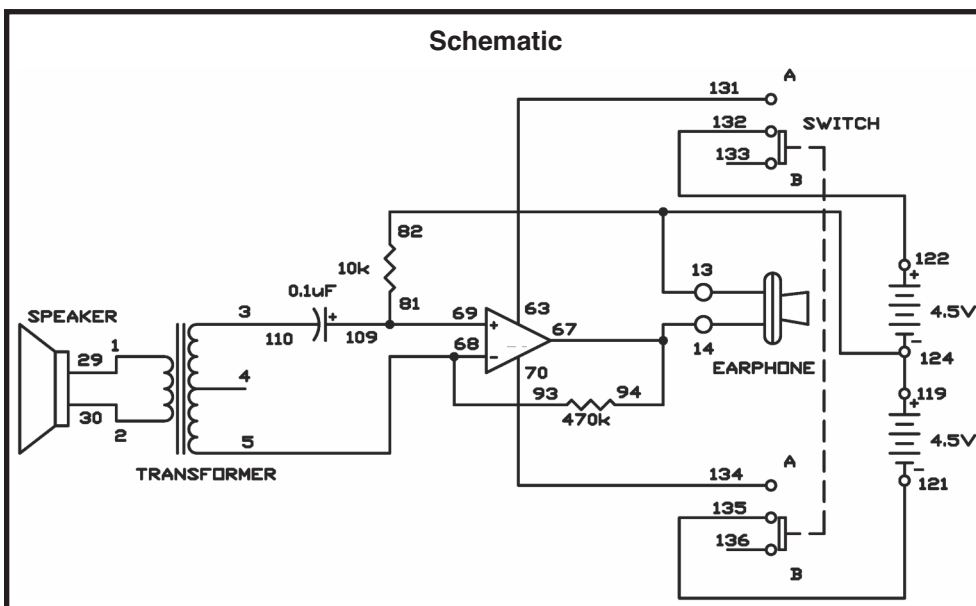 Schematic
A
131
132
SWITCH
133
B
82
10k
13
122
+
0.1uF
81
4.5V
SPEAKER
3
+
69
+
63
67
-
110
109
68
-
14
124
1
29
70
EARPHONE
119
4
93
94
+
30
470k
4.5V
2
5
A
-
TRANSFORMER
134
121
135
136
B